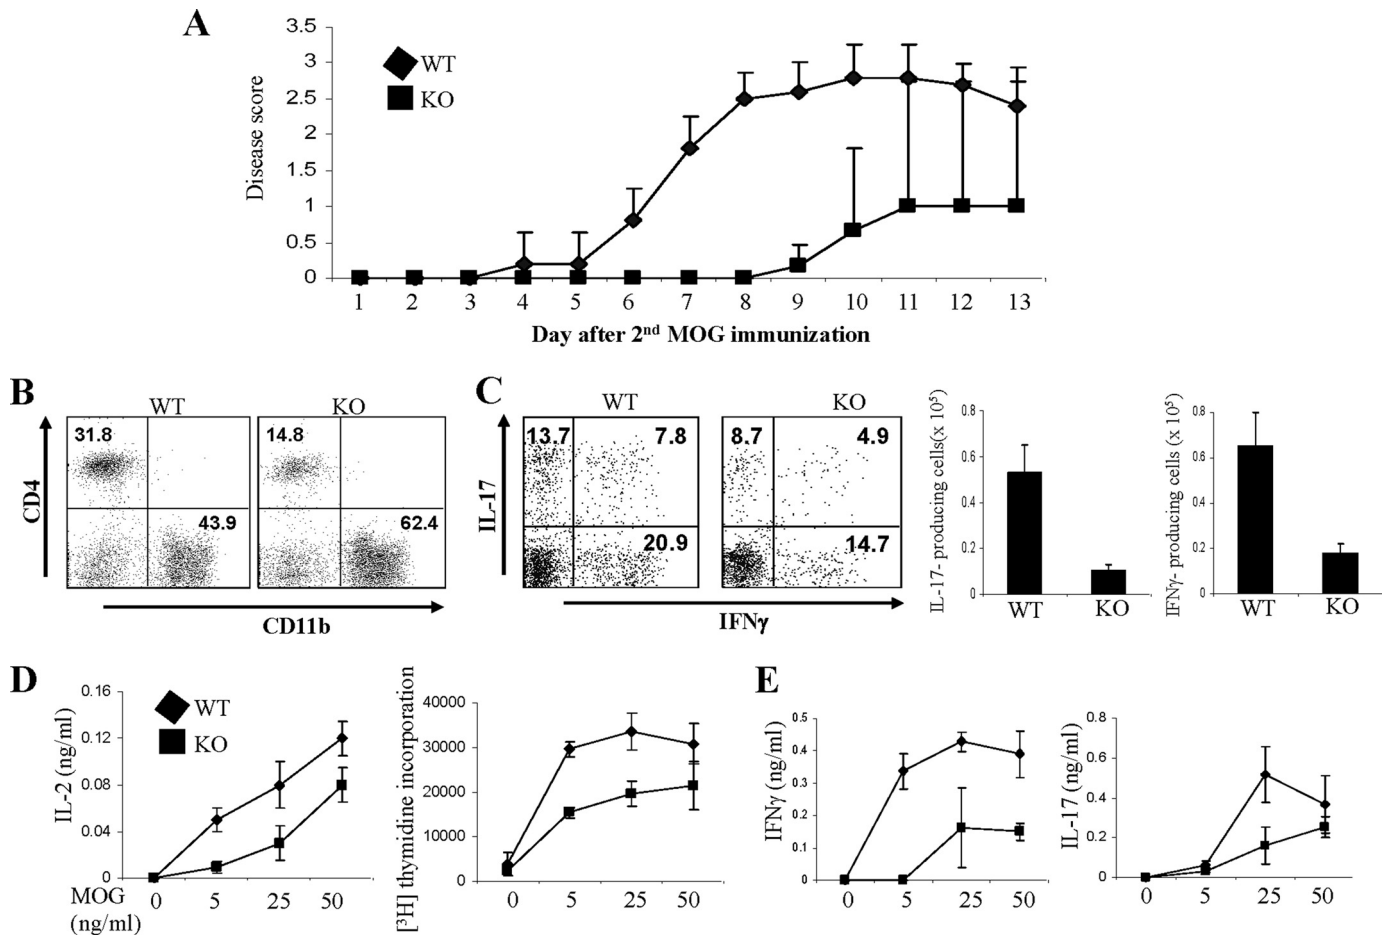 A
3.5
3
2.5
2
1.5
1
0.5
0
Disease score
WT
KO
1 2 3 4 5 6 7 8 9 10 11 12 13
Day after 2nd MOG immunization
B
WT KO
31.8
43.9
14.8
62.4
CD4
CD11b
C
WT KO
13.7 7.8
20.9
8.7 4.9
14.7
IL-17
IFNγ
IL-17- producing cells(x 10⁵)
0.8
0.6
0.4
0.2
0
WT KO
IFNγ- producing cells (x 10⁵)
0.8
0.6
0.4
0.2
0
WT KO
D
IL-2 (ng/ml)
0.16
0.12
0.08
0.04
0
WT
KO
0 5 25 50
MOG
(ng/ml)
[³H] thymidine incorporation
40000
30000
20000
10000
0
0 5 25 50
E
IFNγ (ng/ml)
0.5
0.4
0.3
0.2
0.1
0
0 5 25 50
IL-17 (ng/ml)
0.8
0.6
0.4
0.2
0
0 5 25 50